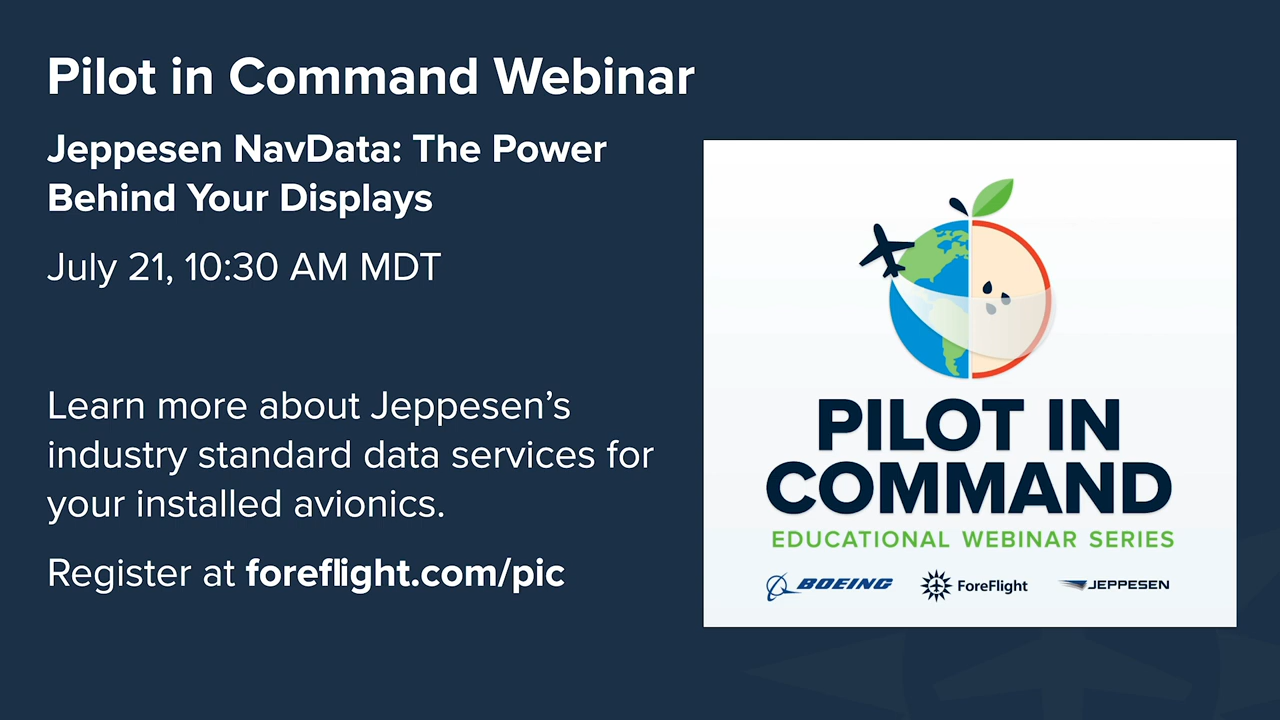 Pilot in Command Webinar
Jeppesen NavData: The Power
Behind Your Displays
July 21, 10:30 AM MDT
Learn more about Jeppesen’s
industry standard data services for
your installed avionics.
Register at foreflight.com/pic
PILOT IN
COMMAND
EDUCATIONAL WEBINAR SERIES
BOEING ForeFlight JEPPESEN